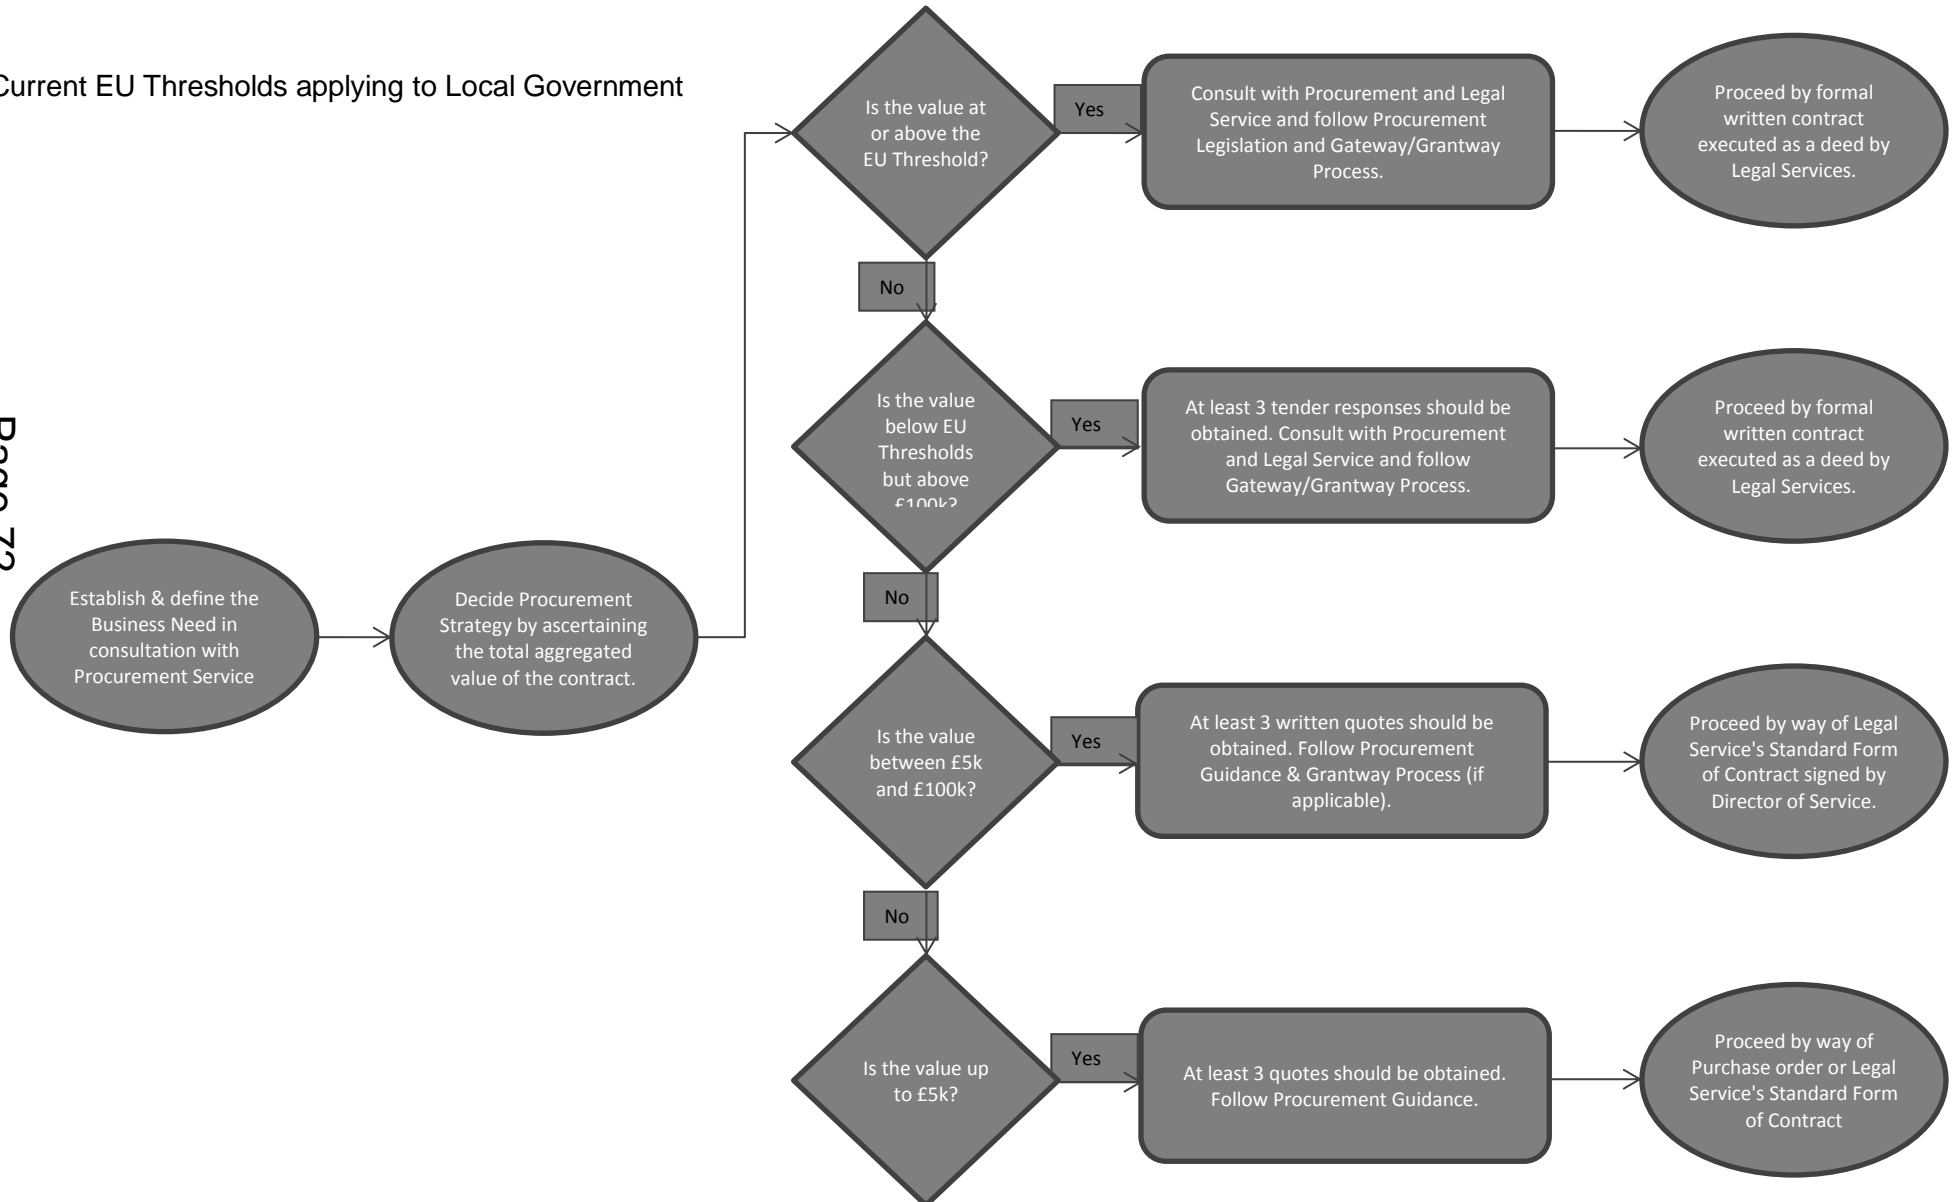 Current EU Thresholds applying to Local Government
Page 72
Establish & define the
Business Need in
consultation with
Procurement Service
Decide Procurement
Strategy by ascertaining
the total aggregated
value of the contract.
Is the value at
or above the
EU Threshold?
Yes
Consult with Procurement and Legal
Service and follow Procurement
Legislation and Gateway/Grantway
Process.
Proceed by formal
written contract
executed as a deed by
Legal Services.
No
Is the value
below EU
Thresholds
but above
£100k?
Yes
At least 3 tender responses should be
obtained. Consult with Procurement
and Legal Service and follow
Gateway/Grantway Process.
Proceed by formal
written contract
executed as a deed by
Legal Services.
No
Is the value
between £5k
and £100k?
Yes
At least 3 written quotes should be
obtained. Follow Procurement
Guidance & Grantway Process (if
applicable).
Proceed by way of Legal
Service's Standard Form
of Contract signed by
Director of Service.
No
Is the value up
to £5k?
Yes
At least 3 quotes should be obtained.
Follow Procurement Guidance.
Proceed by way of
Purchase order or Legal
Service's Standard Form
of Contract